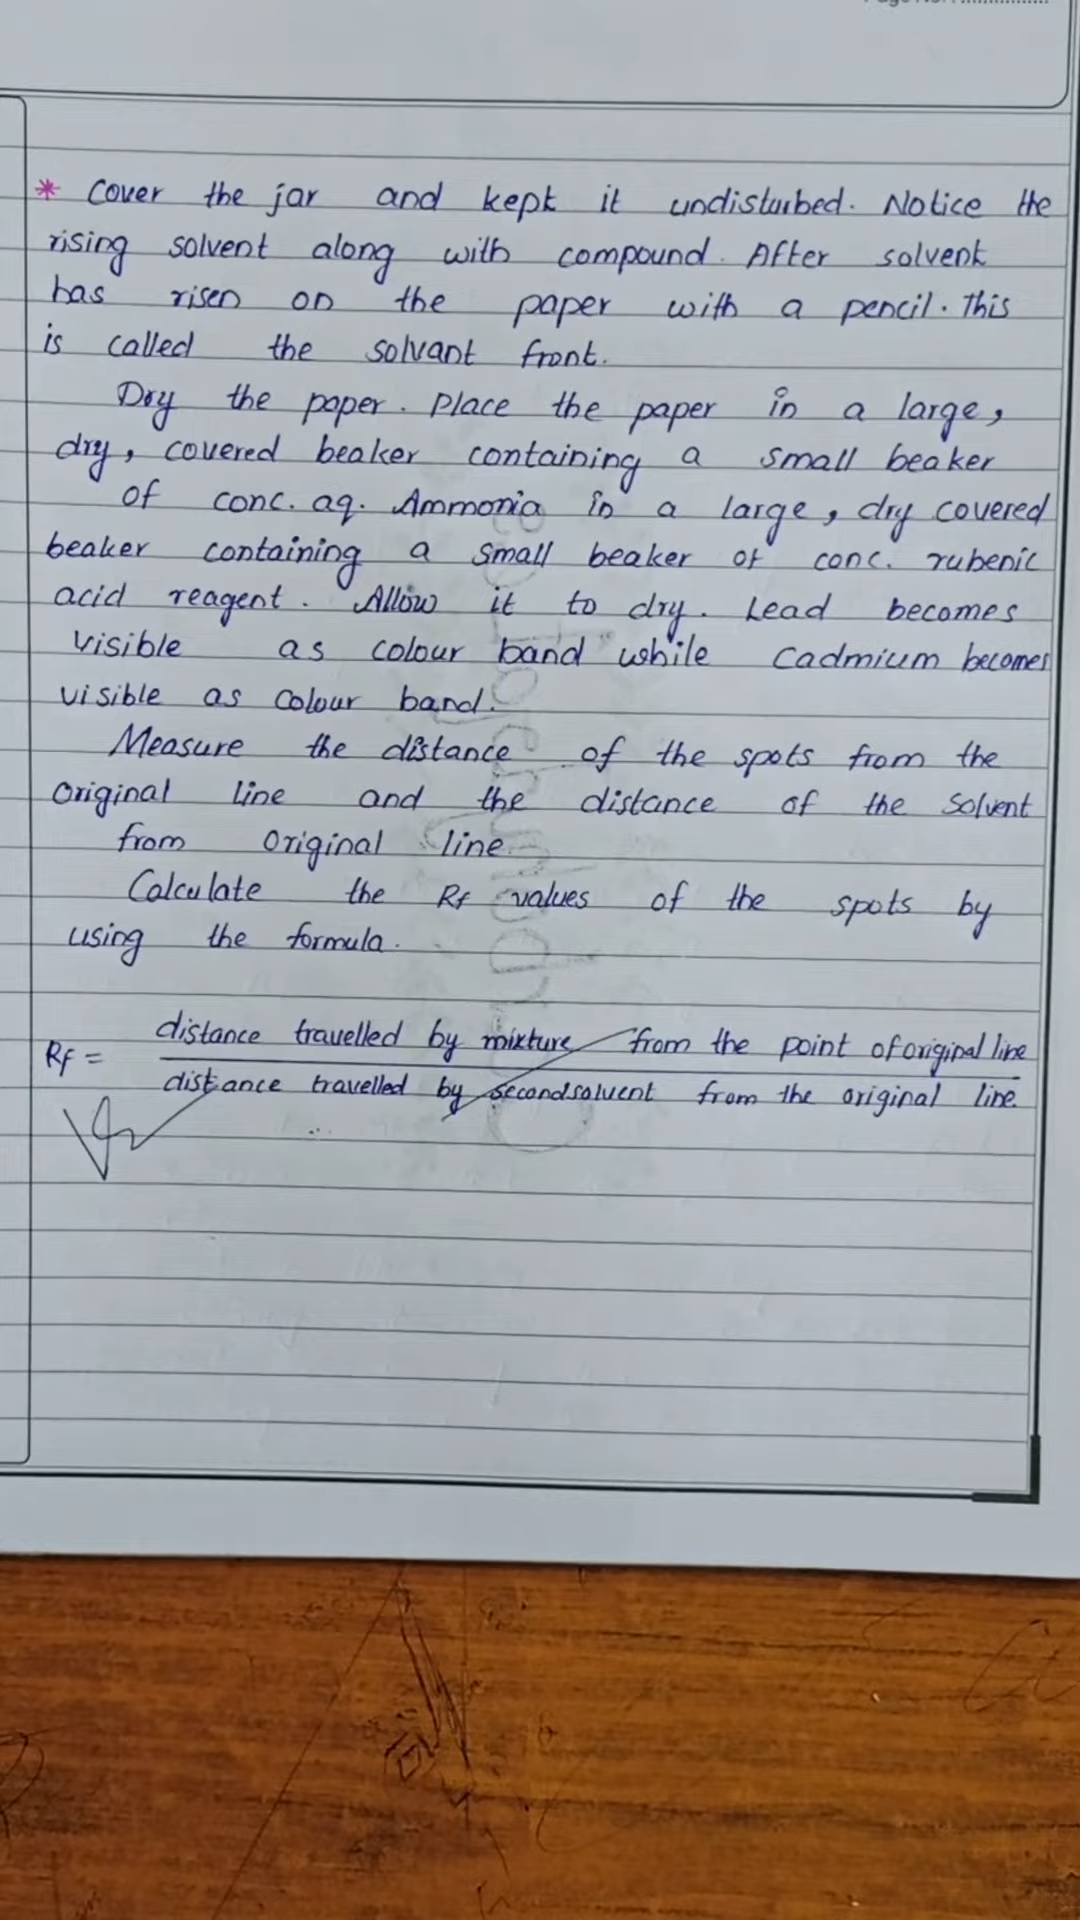 * Cover the jar and kept it undisturbed. Notice the
rising solvent along with compound. After solvent
has risen on the paper with a pencil. This
is called the solvant front.
Dry the paper. Place the paper in a large,
dry, covered beaker containing a small beaker
of conc. aq. Ammonia in a large, dry covered
beaker containing a small beaker of conc. rubenic
acid reagent. Allow it to dry. Lead becomes
visible as colour band while Cadmium becomes
visible as colour band.
Measure the distance of the spots from the
original line and the distance of the solvent
from original line.
Calculate the Rf values of the spots by
using the formula.
Rf = distance travelled by mixture from the point of original line
distance travelled by second solvent from the original line.